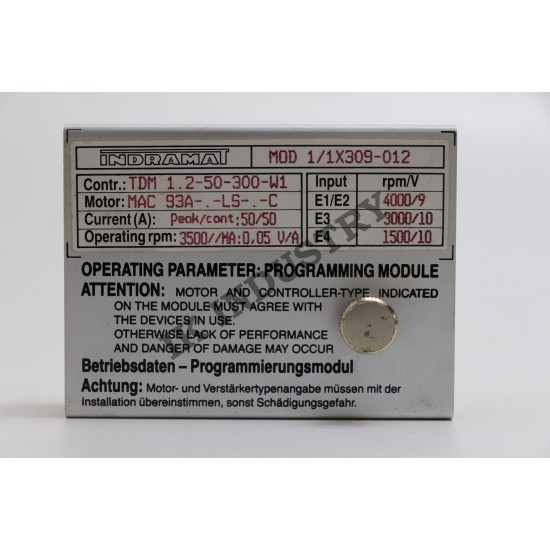 INDRAMAT MOD 1/1X309-012
Contr.: TDM 1.2-50-300-W1 Input rpm/V
Motor: MAC 93A-.-LS-.-C E1/E2 4000/9
Current (A): Peak/cont:50/50 E3 3000/10
Operating rpm: 3500//MA:0.05 V/A E4 1500/10
OPERATING PARAMETER: PROGRAMMING MODULE
ATTENTION: MOTOR AND CONTROLLER-TYPE INDICATED
ON THE MODULE MUST AGREE WITH
THE DEVICES IN USE.
OTHERWISE LACK OF PERFORMANCE
AND DANGER OF DAMAGE MAY OCCUR
Betriebsdaten - Programmierungsmodul
Achtung: Motor- und Verstärkertypenangabe müssen mit der
Installation übereinstimmen, sonst Schädigungsgefahr.